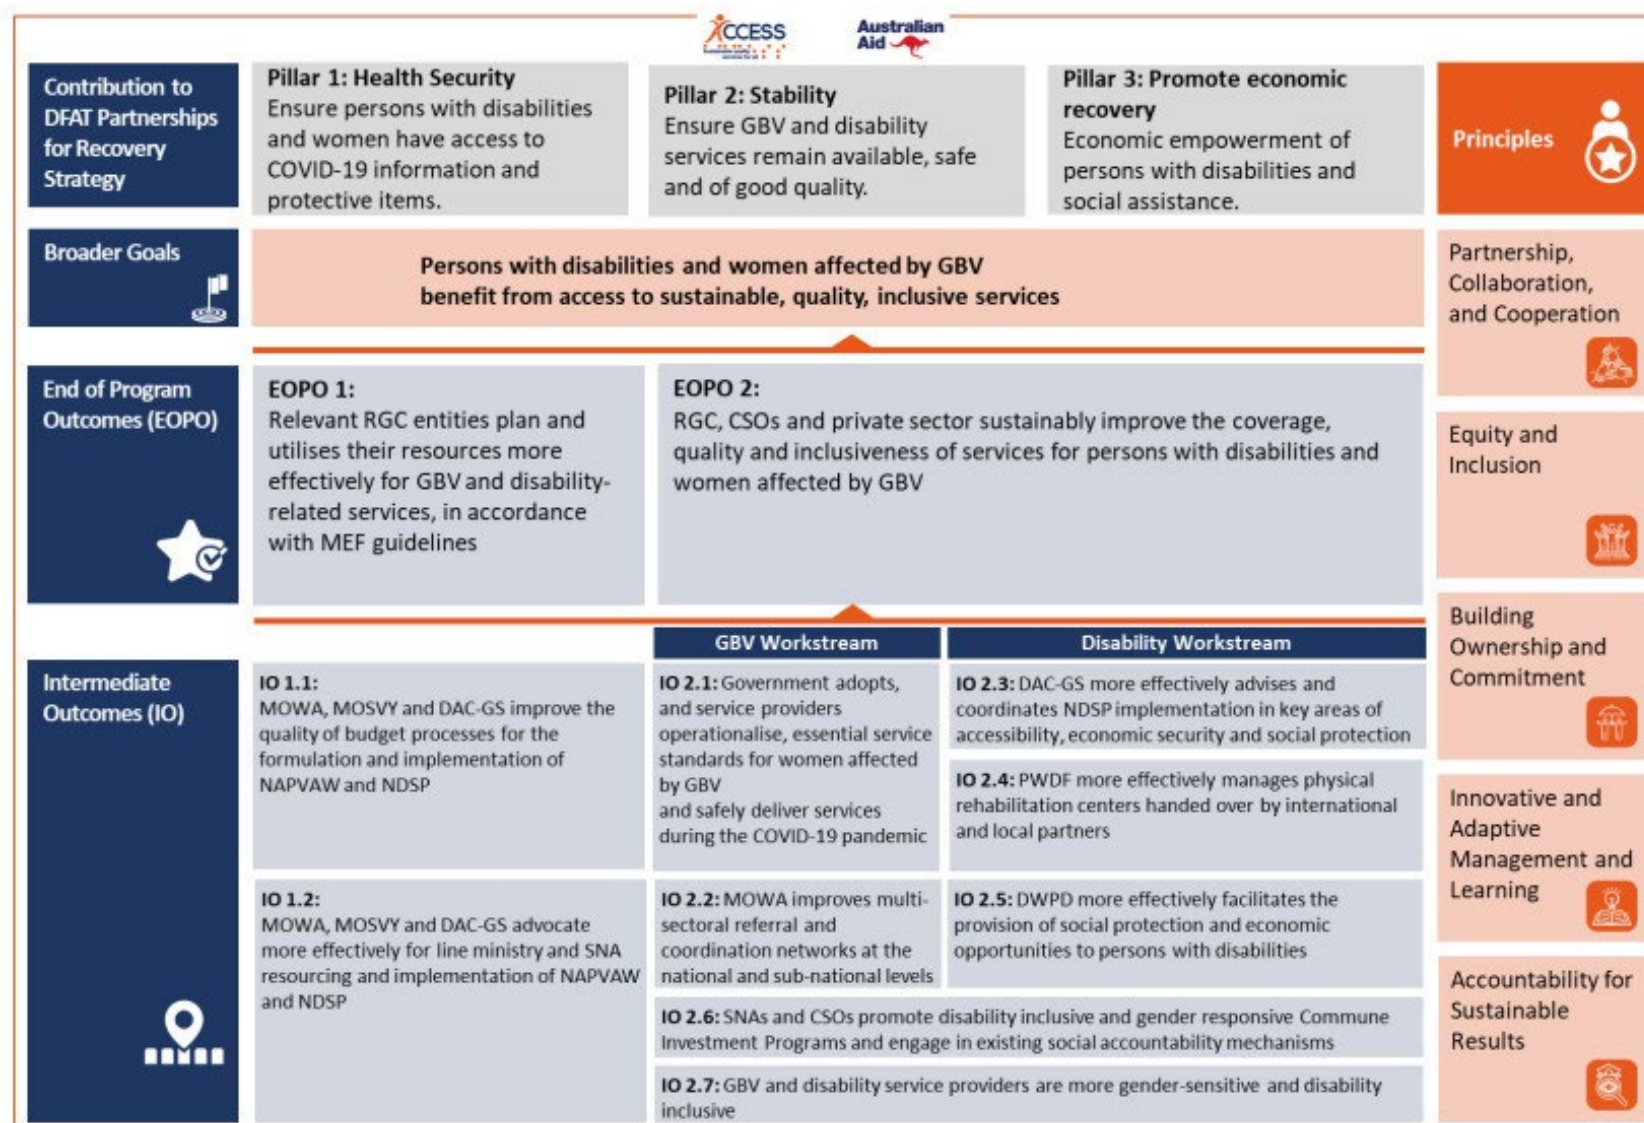 ACCESS
Australian
Aid
Contribution to
DFAT Partnerships
for Recovery
Strategy
Pillar 1: Health Security
Ensure persons with disabilities
and women have access to
COVID-19 information and
protective items.
Pillar 2: Stability
Ensure GBV and disability
services remain available, safe
and of good quality.
Pillar 3: Promote economic
recovery
Economic empowerment of
persons with disabilities and
social assistance.
Principles
Broader Goals
Persons with disabilities and women affected by GBV
benefit from access to sustainable, quality, inclusive services
Partnership,
Collaboration,
and Cooperation
End of Program
Outcomes (EOPO)
EOPO 1:
Relevant RGC entities plan and
utilises their resources more
effectively for GBV and disability-
related services, in accordance
with MEF guidelines
EOPO 2:
RGC, CSOs and private sector sustainably improve the coverage,
quality and inclusiveness of services for persons with disabilities and
women affected by GBV
Equity and
Inclusion
Building
Ownership and
Commitment
GBV Workstream
Disability Workstream
Intermediate
Outcomes (IO)
IO 1.1:
MOWA, MOSVY and DAC-GS improve the
quality of budget processes for the
formulation and implementation of
NAPVAW and NDSP
IO 2.1: Government adopts,
and service providers
operationalise, essential service
standards for women affected
by GBV
and safely deliver services
during the COVID-19 pandemic
IO 2.3: DAC-GS more effectively advises and
coordinates NDSP implementation in key areas of
accessibility, economic security and social protection
IO 2.4: PWDF more effectively manages physical
rehabilitation centers handed over by international
and local partners
Innovative and
Adaptive
Management and
Learning
IO 1.2:
MOWA, MOSVY and DAC-GS advocate
more effectively for line ministry and SNA
resourcing and implementation of NAPVAW
and NDSP
IO 2.2: MOWA improves multi-
sectoral referral and
coordination networks at the
national and sub-national levels
IO 2.5: DWPD more effectively facilitates the
provision of social protection and economic
opportunities to persons with disabilities
IO 2.6: SNAs and CSOs promote disability inclusive and gender responsive Commune
Investment Programs and engage in existing social accountability mechanisms
IO 2.7: GBV and disability service providers are more gender-sensitive and disability
inclusive
Accountability for
Sustainable
Results